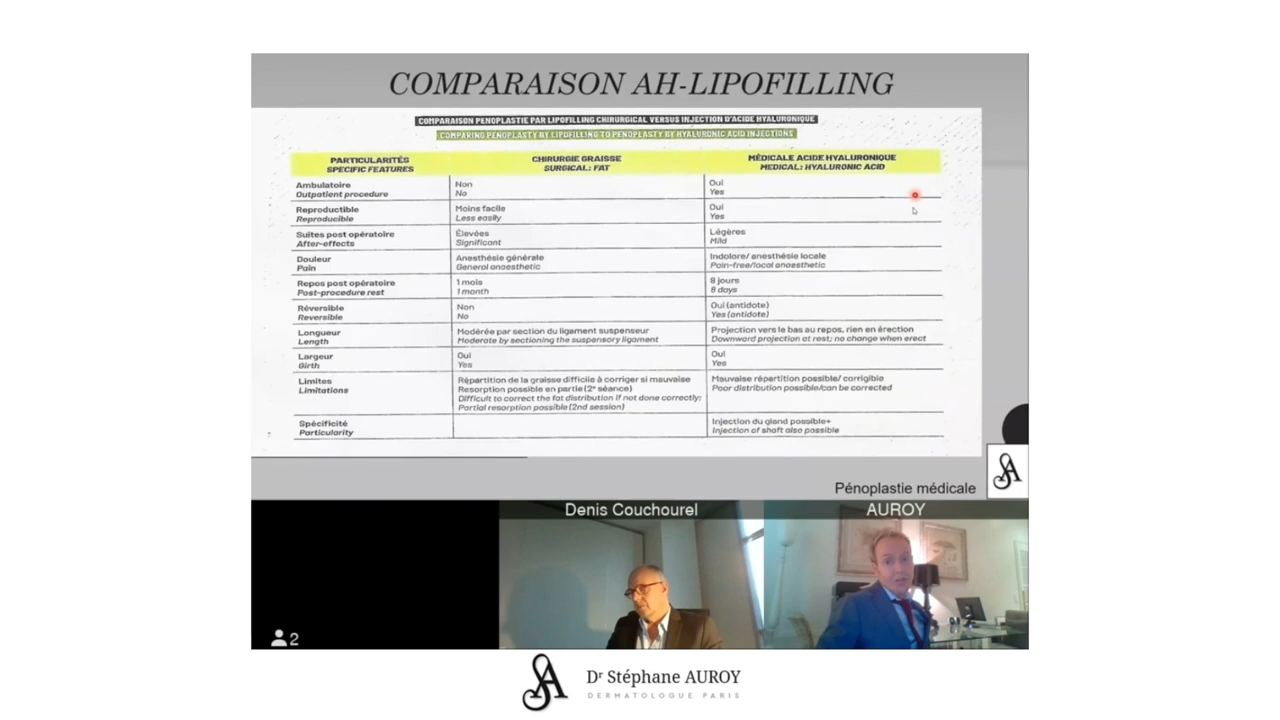 COMPARAISON AH-LIPOFILLING
COMPARAISON PENOPLASTIE PAR LIPOFILLING CHIRURGICAL VERSUS INJECTION D'ACIDE HYALURONIQUE
COMPARING PENOPLASTY BY LIPOFILLING TO PENOPLASTY BY HYALURONIC ACID INJECTIONS
PARTICULARITÉS CHIRURGIE GRAISSE MÉDICALE ACIDE HYALURONIQUE
SPECIFIC FEATURES SURGICAL: FAT MEDICAL: HYALURONIC ACID
Ambulatoire Non Oui
Outpatient procedure No Yes
Reproductible Moins facile Oui
Reproducible Less easily Yes
Suites post opératoire Élevées Légères
After-effects Significant Mild
Douleur Anesthésie générale Indolore/ anesthésie locale
Pain General anaesthetic Pain-free/local anaesthetic
Repos post opératoire 1 mois 8 jours
Post-procedure rest 1 month 8 days
Réversible Non Oui (antidote)
Reversible No Yes (antidote)
Longueur Modérée par section du ligament suspenseur Projection vers le bas au repos, rien en érection
Length Moderate by sectioning the suspensory ligament Downward projection at rest; no change when erect
Largeur Oui Oui
Girth Yes Yes
Limites Répartition de la graisse difficile à corriger si mauvaise Mauvaise répartition possible/ corrigible
Limitations Resorption possible en partie (2ᵉ séance) Poor distribution possible/can be corrected
Difficult to correct the fat distribution if not done correctly;
Partial resorption possible (2nd session)
Spécificité Injection du gland possible+
Particularity Injection of shaft also possible
Pénoplastie médicale
Denis Couchourel AUROY
2
Dr Stéphane AUROY
DERMATOLOGUE PARIS